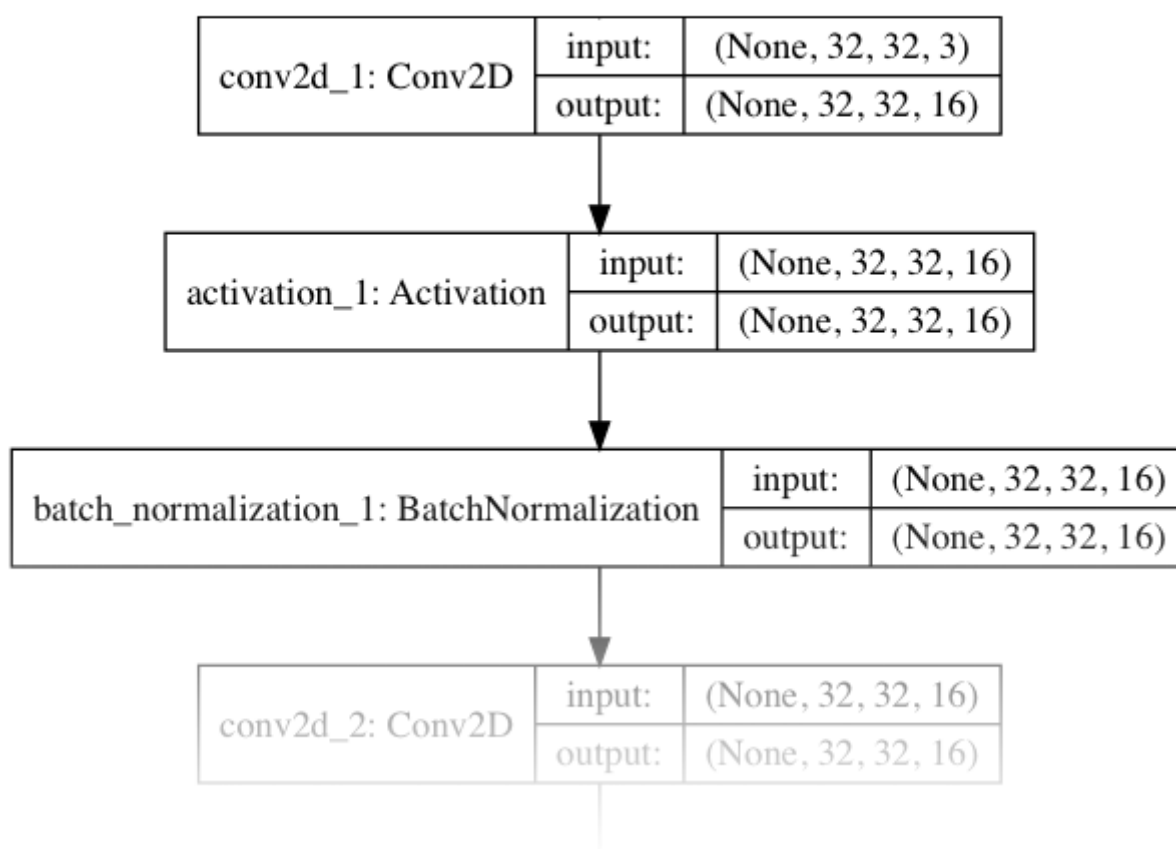 conv2d_1: Conv2D
input: (None, 32, 32, 3)
output: (None, 32, 32, 16)
activation_1: Activation
input: (None, 32, 32, 16)
output: (None, 32, 32, 16)
batch_normalization_1: BatchNormalization
input: (None, 32, 32, 16)
output: (None, 32, 32, 16)
conv2d_2: Conv2D
input: (None, 32, 32, 16)
output: (None, 32, 32, 16)